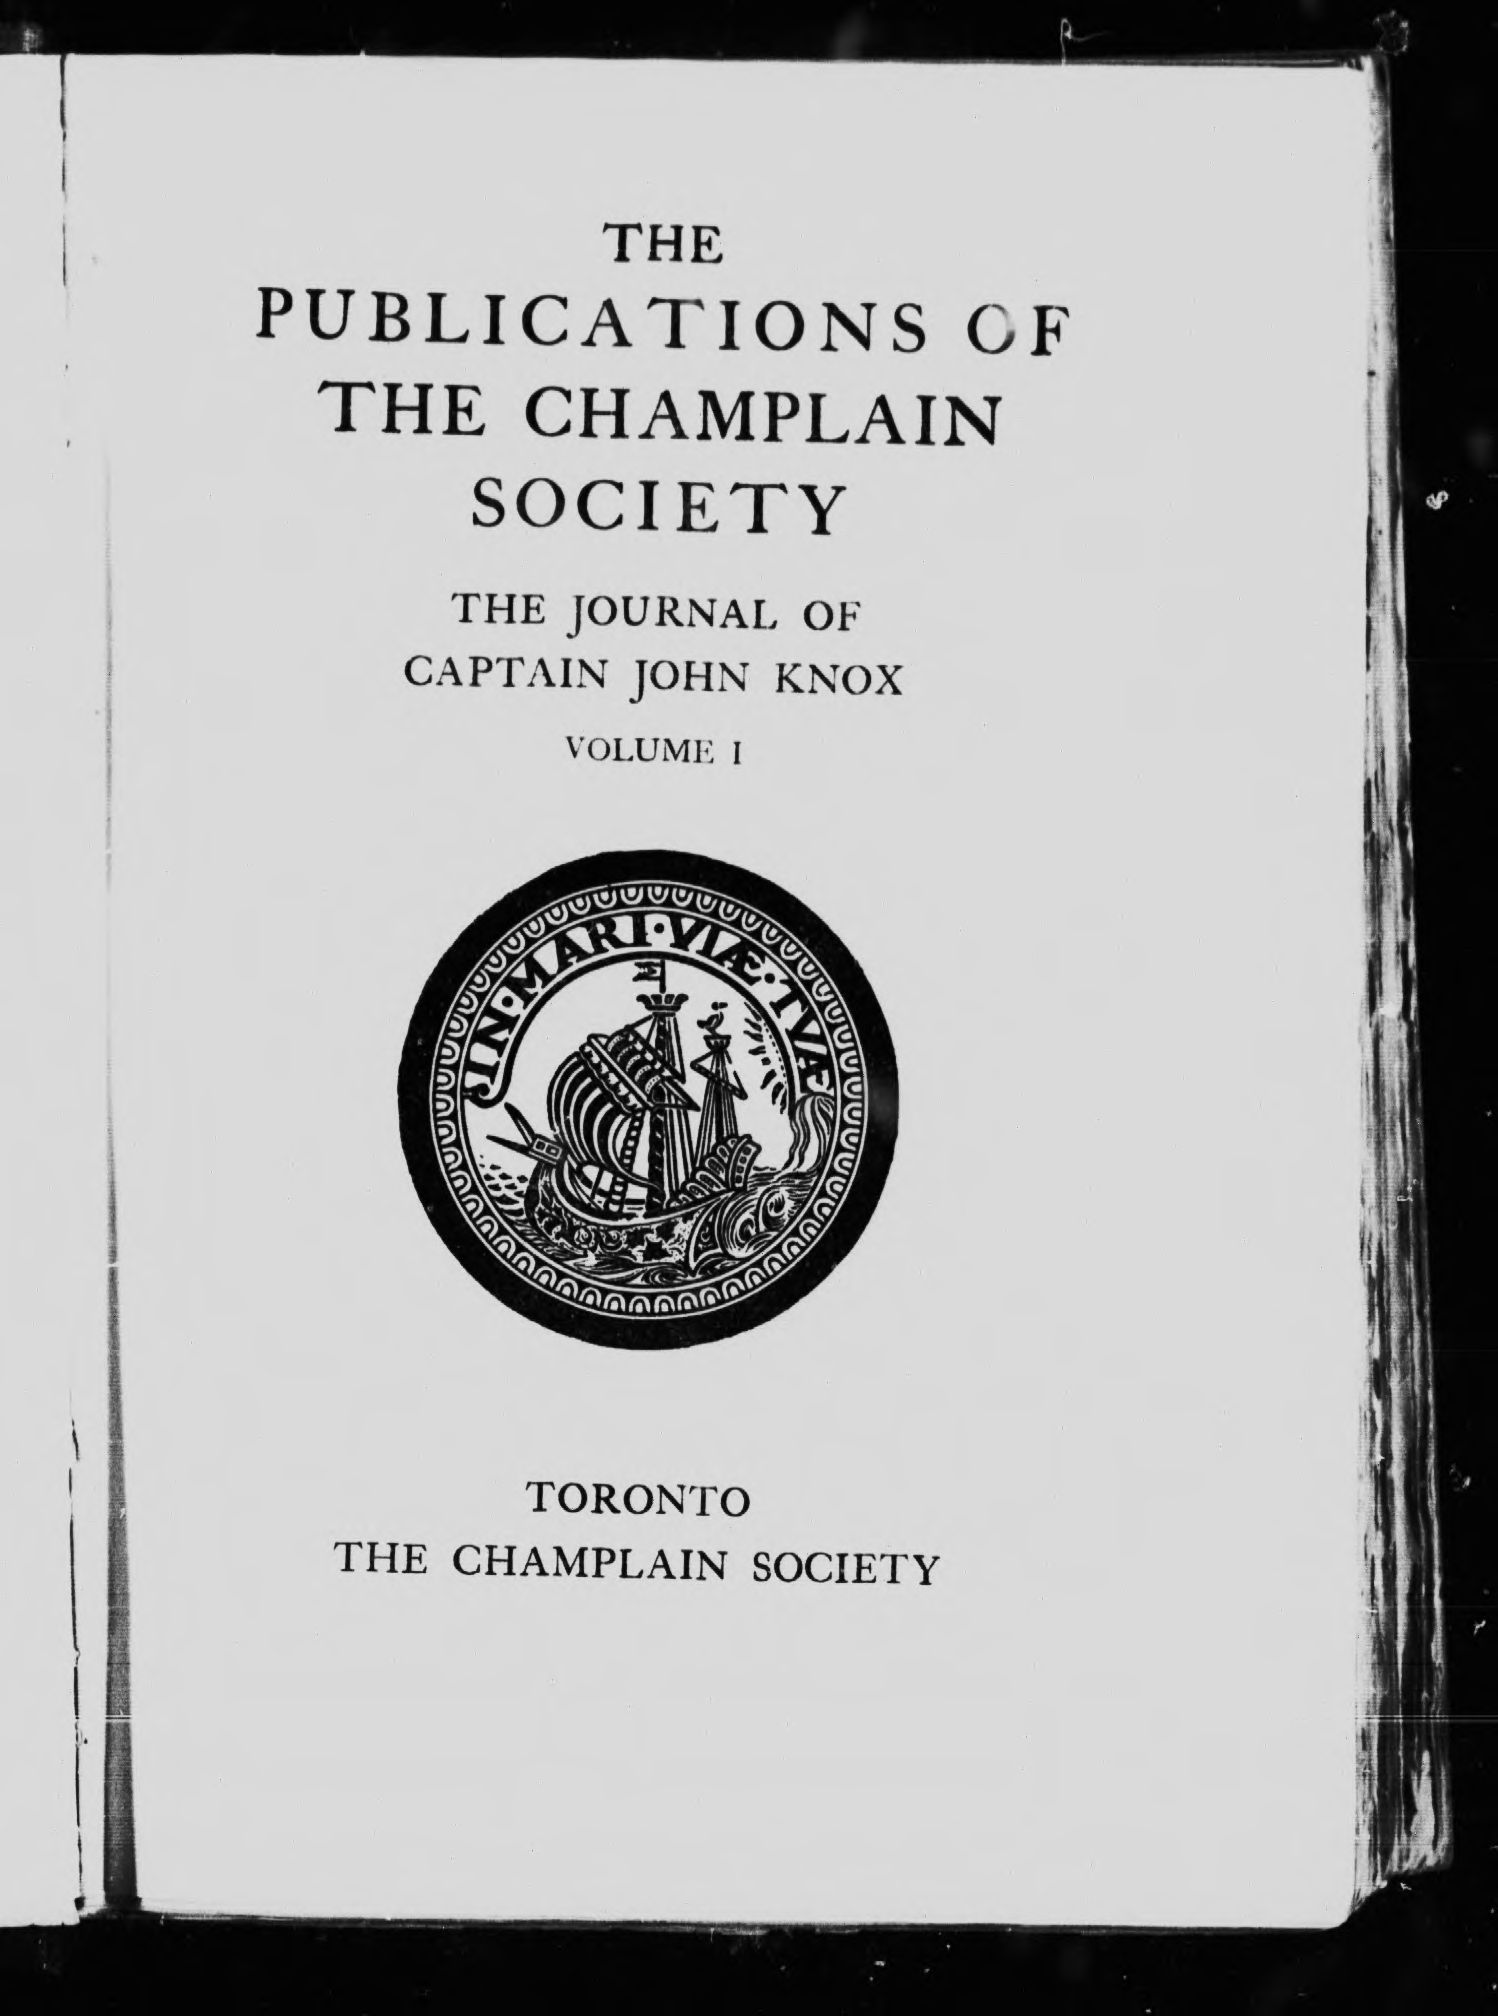 THE
PUBLICATIONS OF
THE CHAMPLAIN
SOCIETY
THE JOURNAL OF
CAPTAIN JOHN KNOX
VOLUME I
IN·MARI·VIÆ·TVÆ
TORONTO
THE CHAMPLAIN SOCIETY